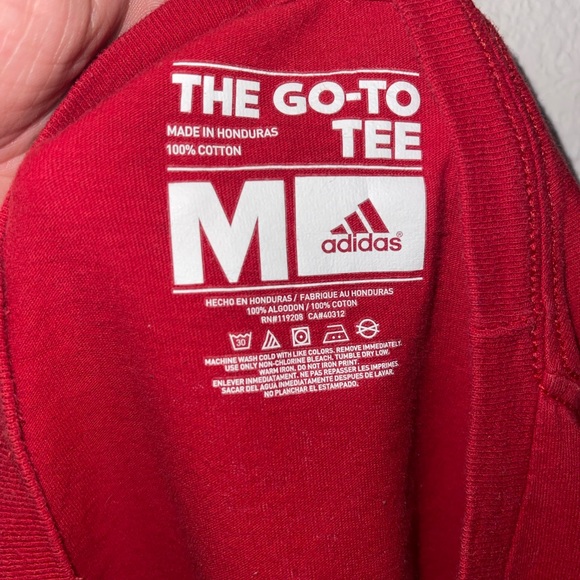 THE GO-TO
MADE IN HONDURAS
100% COTTON
TEE
M
adidas®
HECHO EN HONDURAS / FABRIQUE AU HONDURAS
100% ALGODON / 100% COTON
RN#119208 CA#40312
30
MACHINE WASH COLD WITH LIKE COLORS. REMOVE IMMEDIATELY.
USE ONLY NON-CHLORINE BLEACH. TUMBLE DRY LOW.
WARM IRON. DO NOT IRON PRINT.
ENLEVER IMMEDIATAMENT. NE PAS REPASSER LES IMPRIMES.
SACAR DEL AGUA INMEDIATAMENTE DESPUES DE LAVAR.
NO PLANCHAR EL ESTAMPADO.